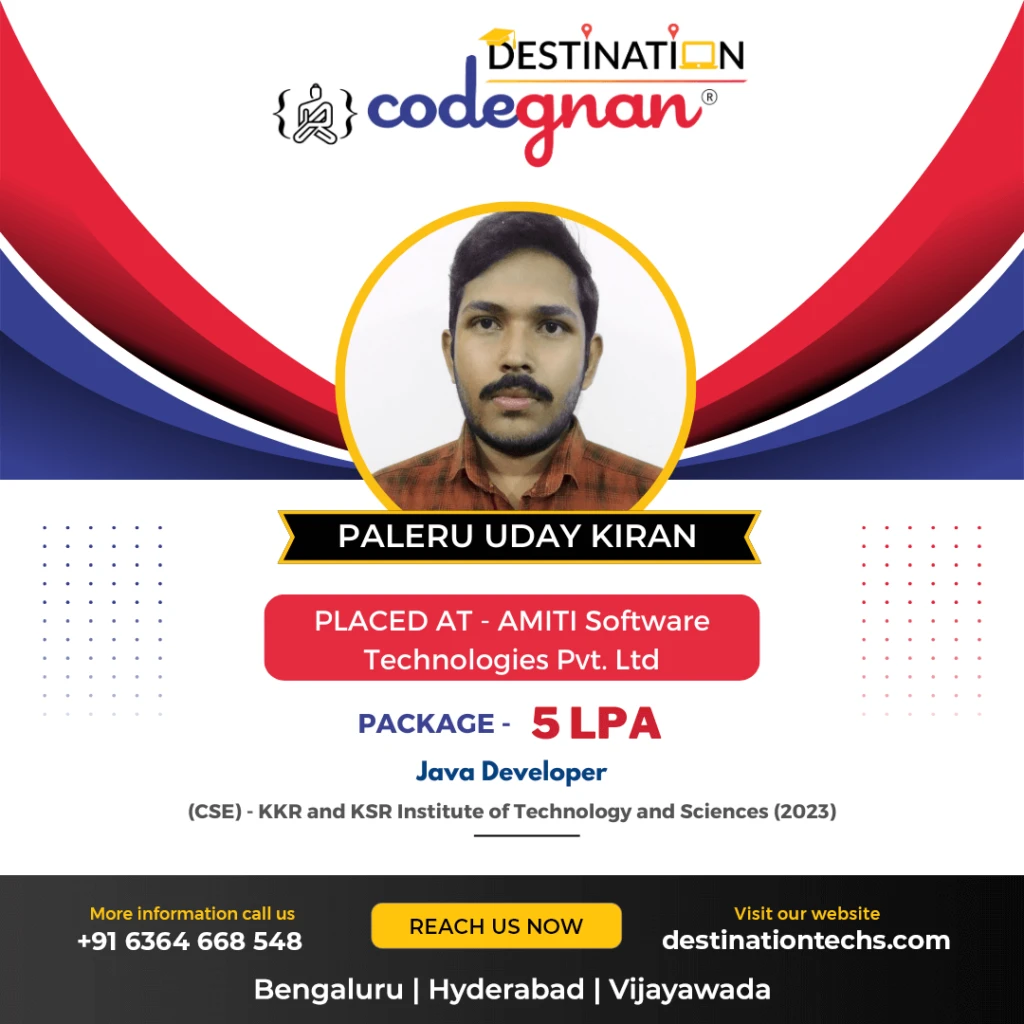 DESTINATION
{ } codegnan®
PALERU UDAY KIRAN
PLACED AT - AMITI Software
Technologies Pvt. Ltd
PACKAGE - 5 LPA
Java Developer
(CSE) - KKR and KSR Institute of Technology and Sciences (2023)
More information call us
+91 6364 668 548
REACH US NOW
Visit our website
destinationtechs.com
Bengaluru | Hyderabad | Vijayawada